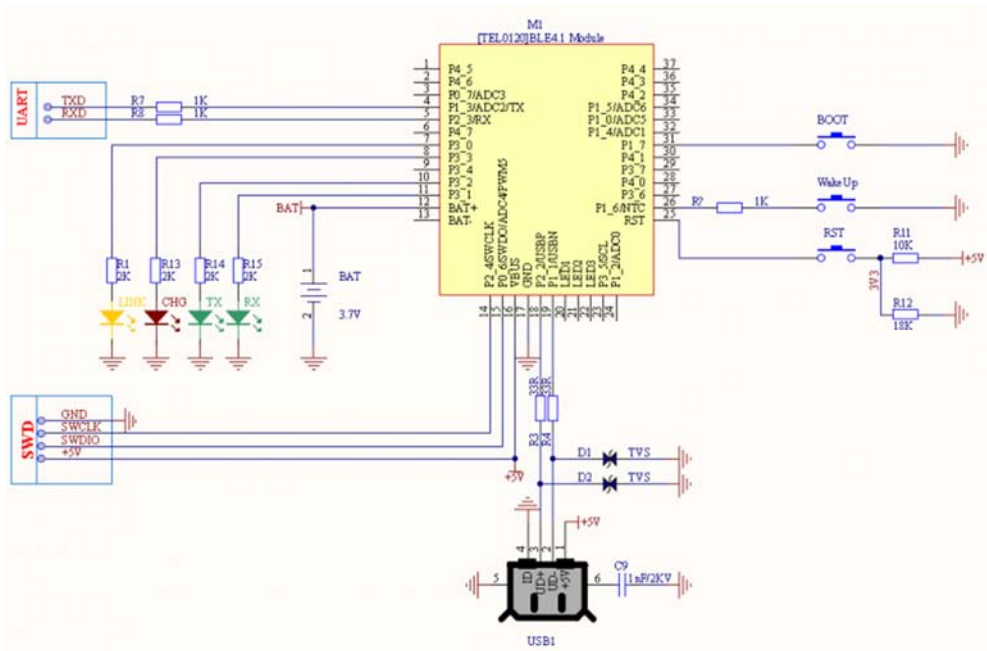 M1
[TEL0120]BLE4.1 Module
UART
TXD
RXD
R7
1K
R8
1K
1
2
3
4
5
6
7
8
9
10
11
12
13
P4_5
P4_6
P0_7/ADC3
P1_3/ADC2/TX
P2_3/RX
P4_7
P3_0
P3_3
P3_4
P3_2
P3_1
BAT+
BAT-
P4_4
P4_3
P4_2
P1_5/ADC6
P1_0/ADC5
P1_4/ADC1
P1_7
P4_1
P3_7
P4_0
P3_6
P1_6/NTC
RST
37
36
35
34
33
32
31
30
29
28
27
26
25
P2_4/SWCLK
P0_6/SWDIO/ADC4/PWM5
VBUS
GND
P2_2/USBP
P1_1/USBN
LED1
LED2
LED3
P3_5/SCL
P1_2/ADC0
14
15
16
17
18
19
20
21
22
23
24
BOOT
Wake Up
R?
1K
RST
R11
10K
+5V
3V3
R12
18K
BAT
R1
2K
R13
2K
R14
2K
R15
2K
LINK
CHG
TX
RX
1
BAT
2
3.7V
SWD
GND
SWCLK
SWDIO
+5V
+5V
33R
33R
R3
R4
D1
TVS
D2
TVS
+5V
4
3
2
1
ID
UD+
UD-
+5V
5
6
C9
1nF/2KV
USB1